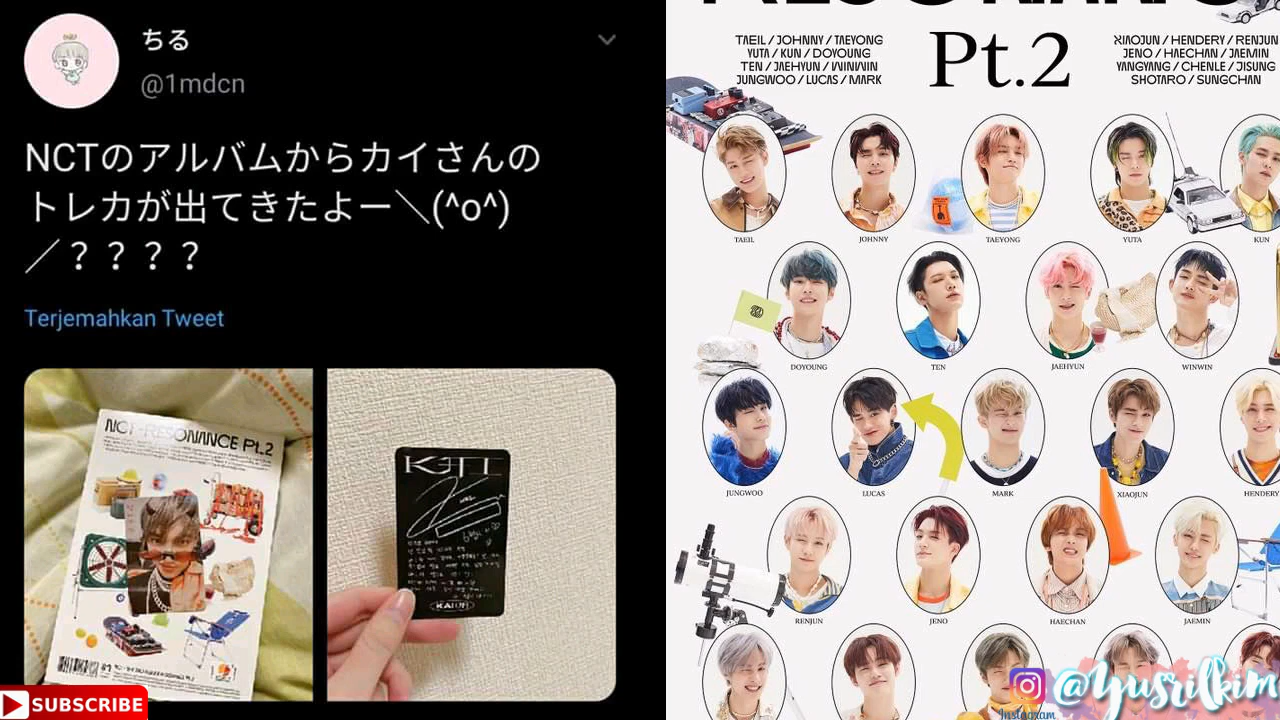 ちる
@1mdcn
NCTのアルバムからカイさんの
トレカが出てきたよー＼(^o^)
／？？？？
Terjemahkan Tweet
NCT - RESONANCE Pt.2
KAI
SUBSCRIBE
Pt.2
TAEIL / JOHNNY / TAEYONG
YUTA / KUN / DOYOUNG
TEN / JAEHYUN / WINWIN
JUNGWOO / LUCAS / MARK
XIAOJUN / HENDERY / RENJUN
JENO / HAECHAN / JAEMIN
YANGYANG / CHENLE / JISUNG
SHOTARO / SUNGCHAN
TAEIL
JOHNNY
TAEYONG
YUTA
KUN
DOYOUNG
TEN
JAEHYUN
WINWIN
JUNGWOO
LUCAS
MARK
XIAOJUN
HENDERY
RENJUN
JENO
HAECHAN
JAEMIN
Instagram
@yusrilkim